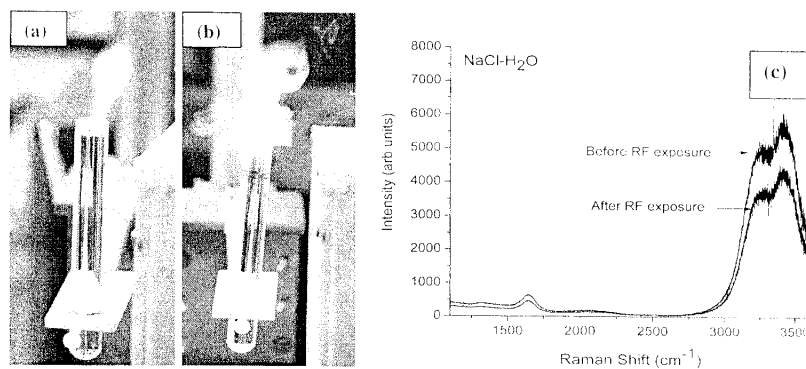 (a)
(b)
(c)
NaCl-H2O
8000
7000
6000
5000
4000
3000
2000
1000
0
Intensity (arb units)
Before RF exposure
After RF exposure
1500
2000
2500
3000
3500
Raman Shift (cm-1)